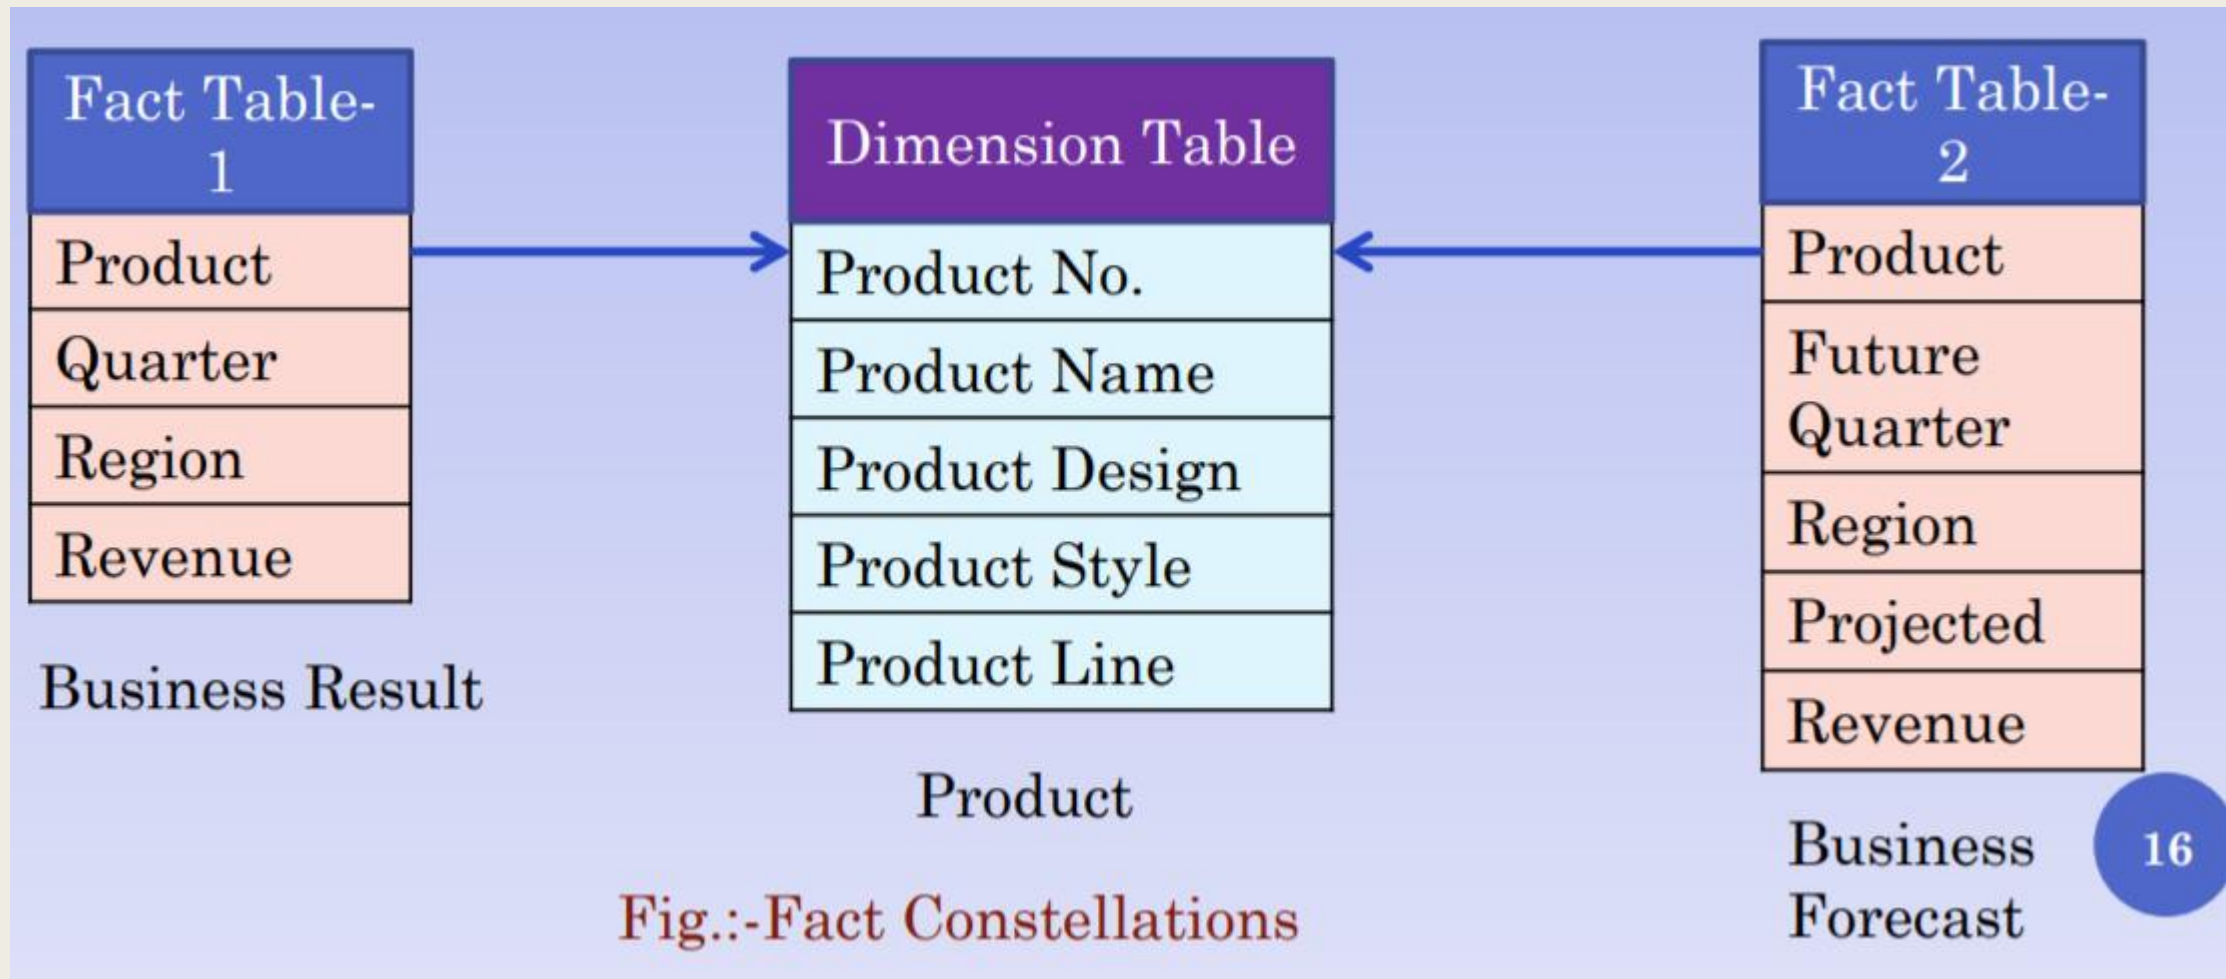 Fact Table-
1
Product
Quarter
Region
Revenue
Business Result
Dimension Table
Product No.
Product Name
Product Design
Product Style
Product Line
Product
Fact Table-
2
Product
Future
Quarter
Region
Projected
Revenue
Business
Forecast
16
Fig.:-Fact Constellations